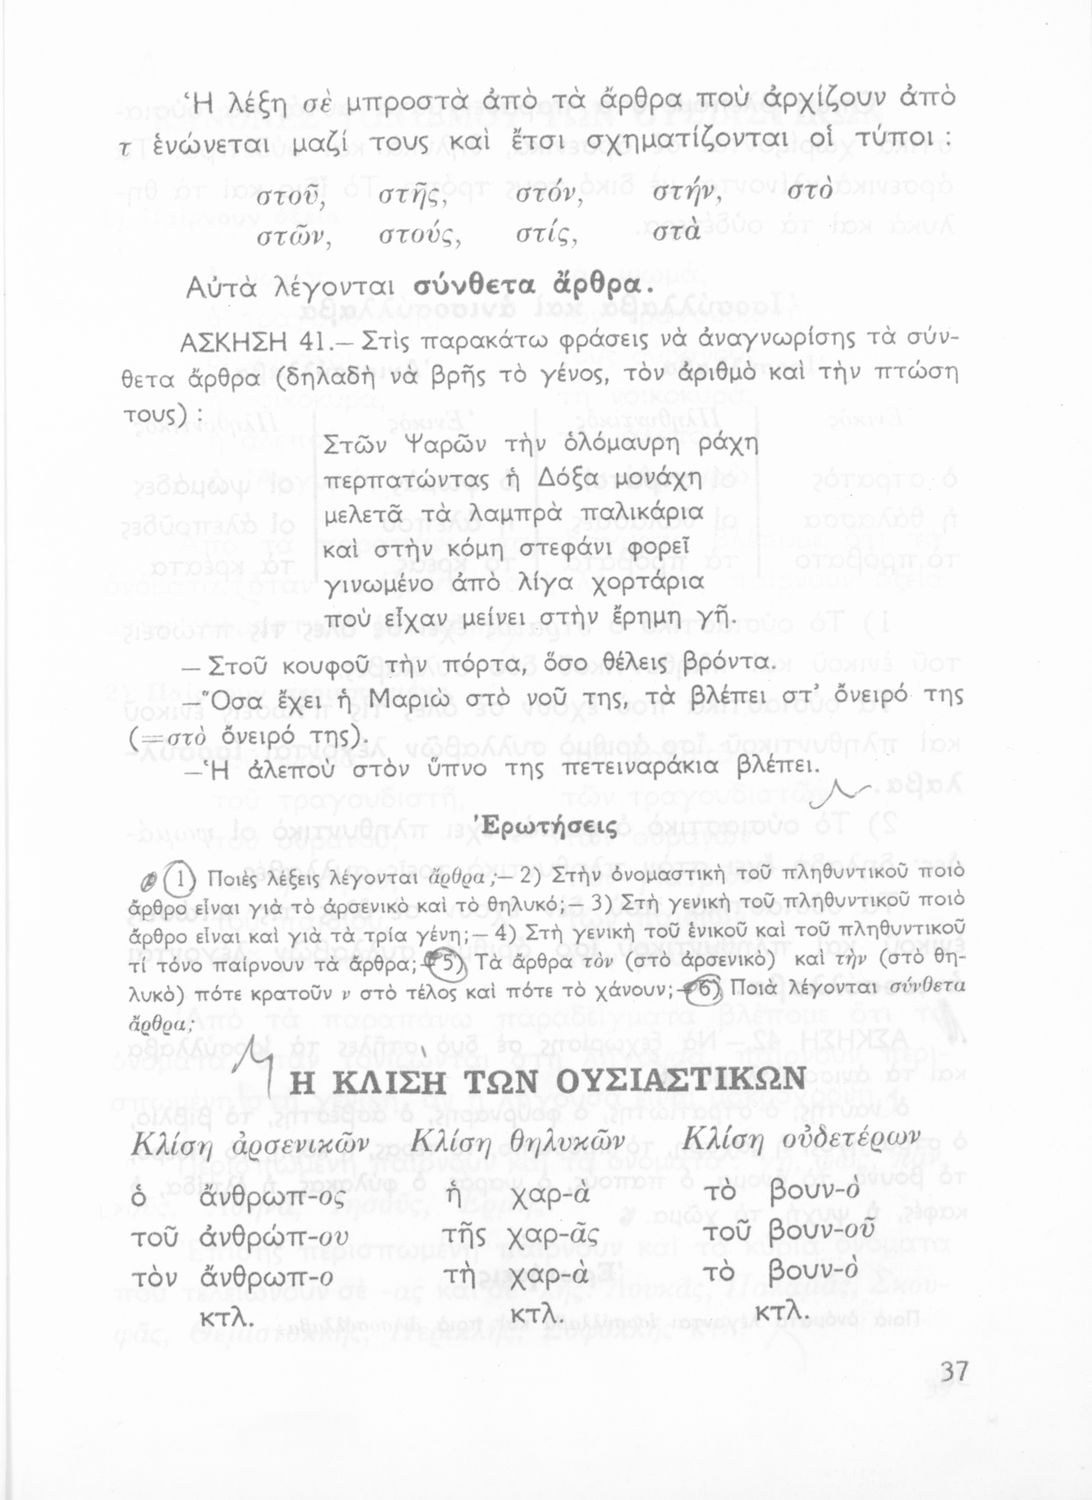 Ἡ λέξη σὲ μπροστὰ ἀπὸ τὰ ἄρθρα ποὺ ἀρχίζουν ἀπὸ
τ ἑνώνεται μαζί τους καὶ ἔτσι σχηματίζονται οἱ τύποι :
στοῦ, στῆς, στόν, στήν, στὸ
στῶν, στούς, στίς, στὰ
Αὐτὰ λέγονται σύνθετα ἄρθρα.
ΑΣΚΗΣΗ 41.— Στὶς παρακάτω φράσεις νὰ ἀναγνωρίσης τὰ σύν-
θετα ἄρθρα (δηλαδὴ νὰ βρῆς τὸ γένος, τὸν ἀριθμὸ καὶ τὴν πτώση
τους) :
Στῶν Ψαρῶν τὴν ὁλόμαυρη ράχη
περπατώντας ἡ Δόξα μονάχη
μελετᾶ τὰ λαμπρὰ παλικάρια
καὶ στὴν κόμη στεφάνι φορεῖ
γινωμένο ἀπὸ λίγα χορτάρια
ποὺ εἶχαν μείνει στὴν ἔρημη γῆ.
— Στοῦ κουφοῦ τὴν πόρτα, ὅσο θέλεις βρόντα.
— Ὅσα ἔχει ἡ Μαριὼ στὸ νοῦ της, τὰ βλέπει στ’ ὄνειρό της
(=στὸ ὄνειρό της).
— Ἡ ἀλεποὺ στὸν ὕπνο της πετειναράκια βλέπει.
Ἐρωτήσεις
1) Ποιὲς λέξεις λέγονται ἄρθρα;— 2) Στὴν ὀνομαστικὴ τοῦ πληθυντικοῦ ποιὸ
ἄρθρο εἶναι γιὰ τὸ ἀρσενικὸ καὶ τὸ θηλυκό;— 3) Στὴ γενικὴ τοῦ πληθυντικοῦ ποιὸ
ἄρθρο εἶναι καὶ γιὰ τὰ τρία γένη;— 4) Στὴ γενικὴ τοῦ ἑνικοῦ καὶ τοῦ πληθυντικοῦ
τί τόνο παίρνουν τὰ ἄρθρα;— 5) Τὰ ἄρθρα τὸν (στὸ ἀρσενικὸ) καὶ τὴν (στὸ θη-
λυκὸ) πότε κρατοῦν ν στὸ τέλος καὶ πότε τὸ χάνουν;— 6) Ποιὰ λέγονται σύνθετα
ἄρθρα;
Η ΚΛΙΣΗ ΤΩΝ ΟΥΣΙΑΣΤΙΚΩΝ
Κλίση ἀρσενικῶν Κλίση θηλυκῶν Κλίση οὐδετέρων
ὁ ἄνθρωπ-ος ἡ χαρ-ὰ τὸ βουν-ὸ
τοῦ ἀνθρώπ-ου τῆς χαρ-ᾶς τοῦ βουν-οῦ
τὸν ἄνθρωπ-ο τὴ χαρ-ὰ τὸ βουν-ὸ
κτλ. κτλ. κτλ.
37